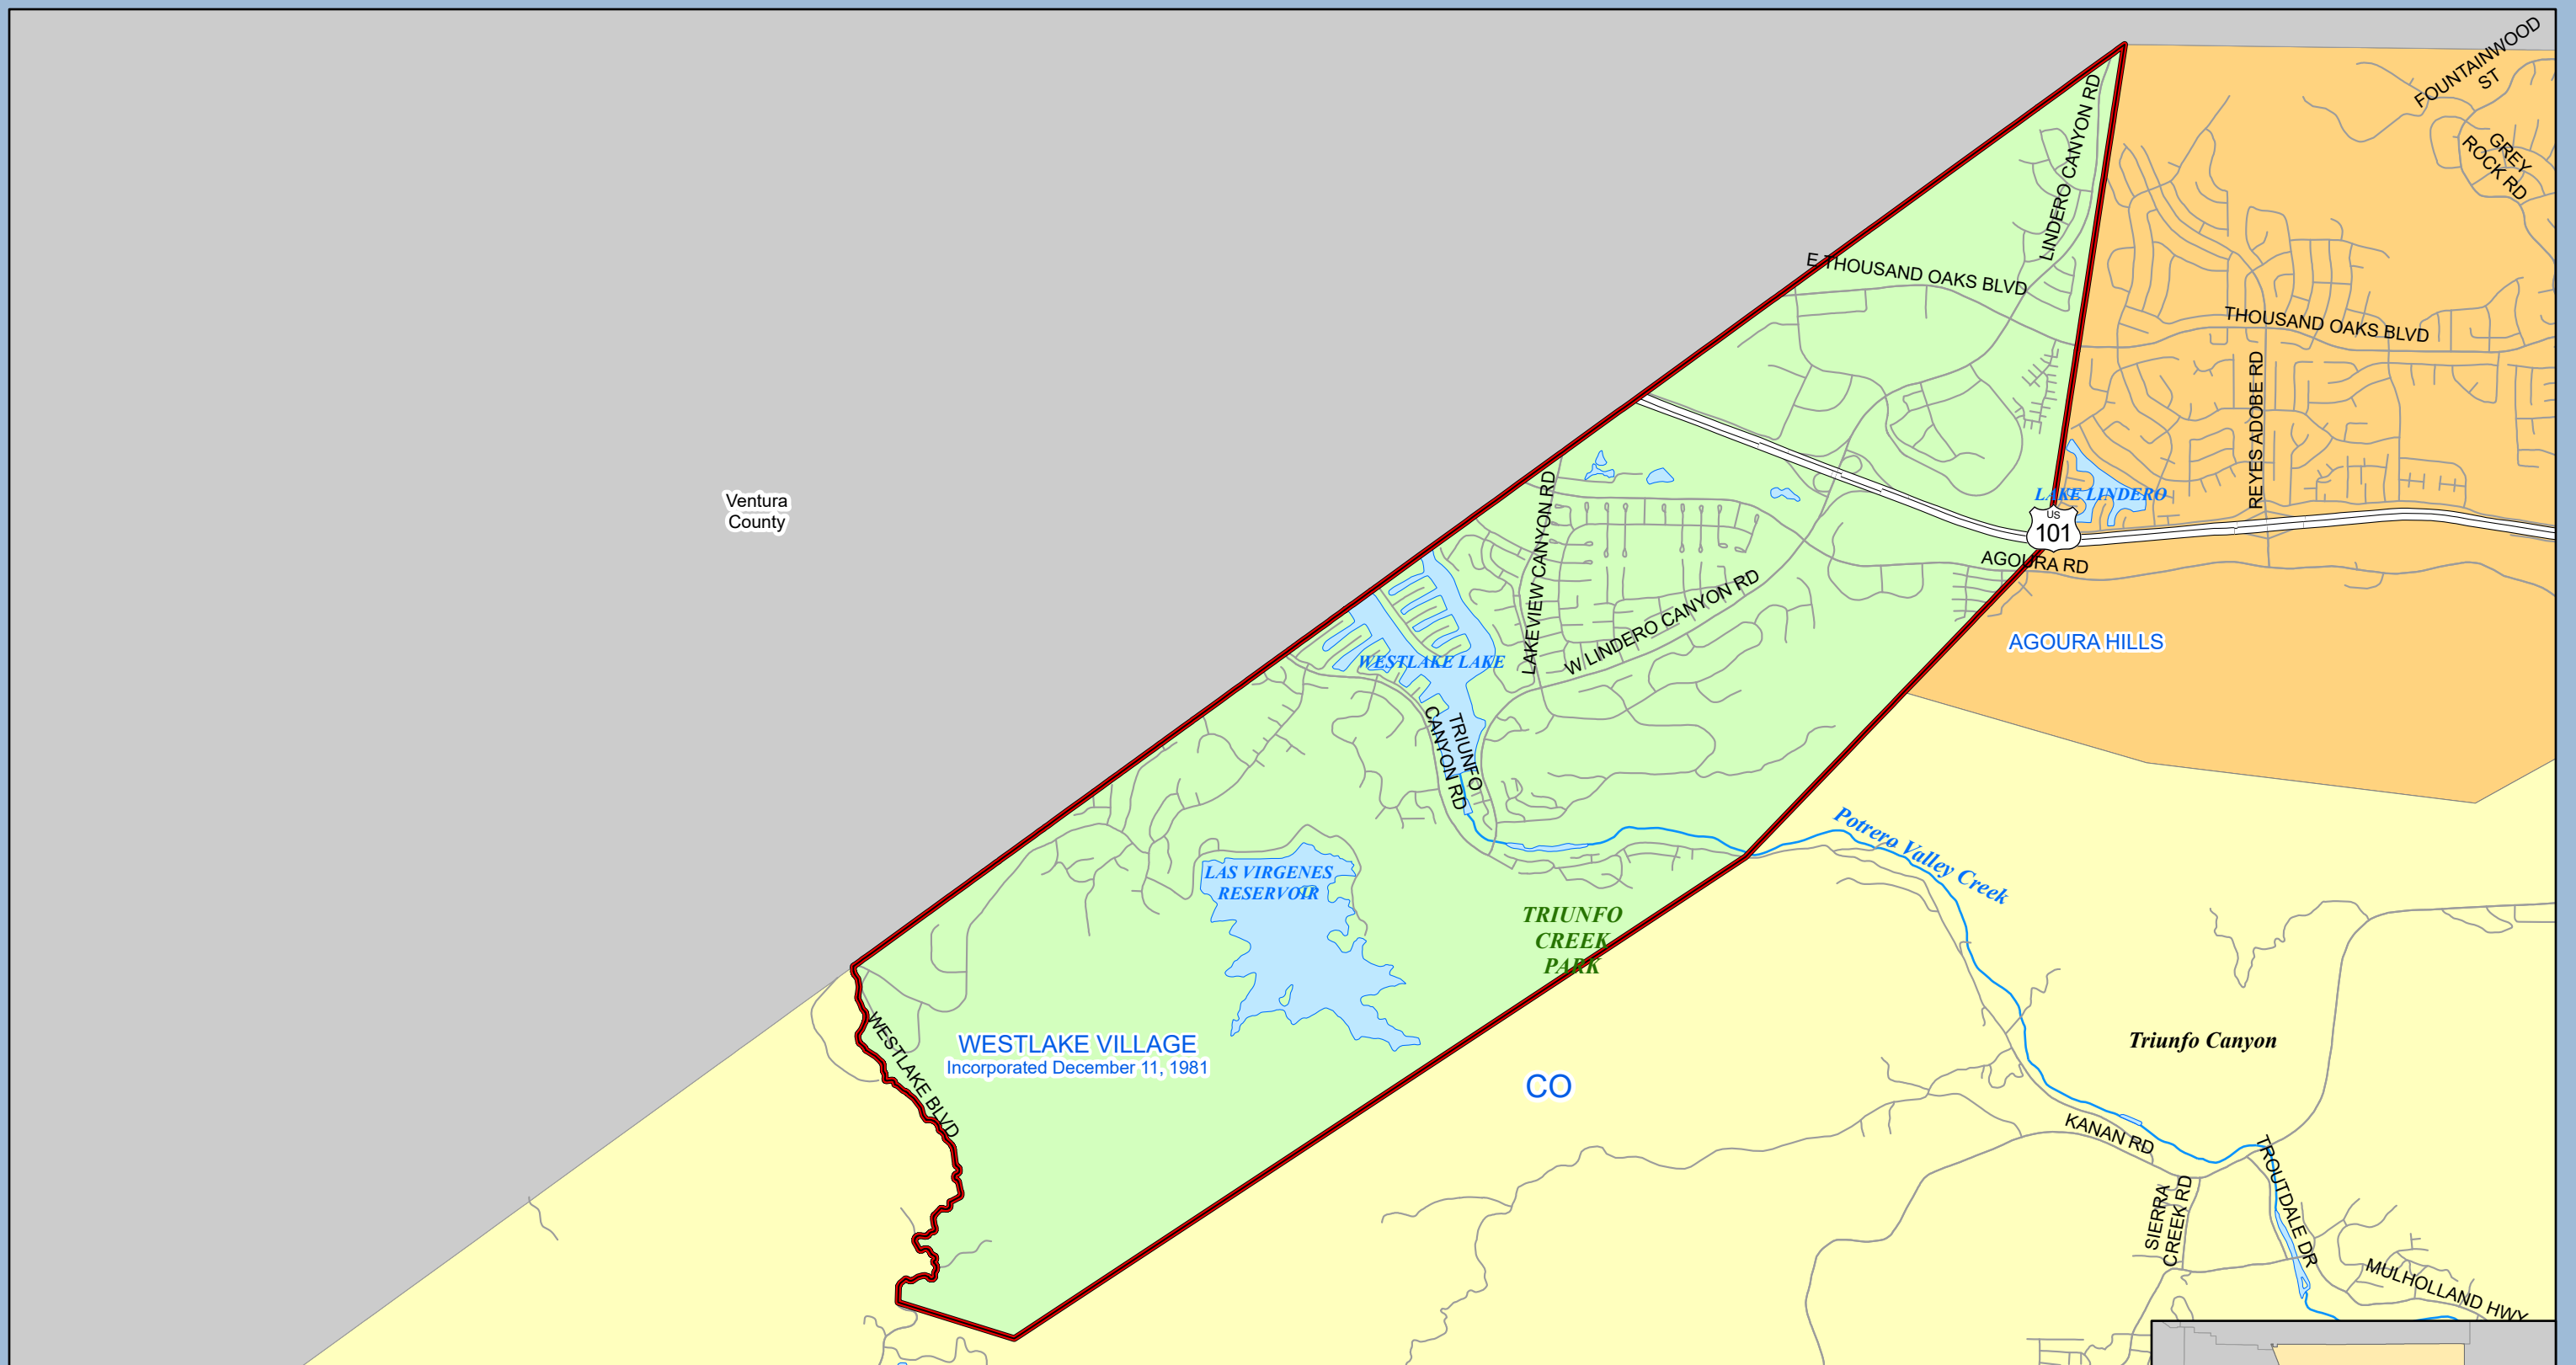 FOUNTAINWOOD
ST
GREY
ROCK RD
LINDERO CANYON RD
E THOUSAND OAKS BLVD
THOUSAND OAKS BLVD
REYES ADOBE RD
Ventura
County
LAKE LINDERO
US
101
AGOURA RD
LAKEVIEW CANYON RD
W LINDERO CANYON RD
AGOURA HILLS
WESTLAKE LAKE
TRIUNFO
CANYON RD
Potrero Valley Creek
LAS VIRGENES
RESERVOIR
TRIUNFO
CREEK
PARK
WESTLAKE BLVD
WESTLAKE VILLAGE
Incorporated December 11, 1981
Triunfo Canyon
CO
KANAN RD
SIERRA
CREEK RD
TROUTDALE DR
MULHOLLAND HWY